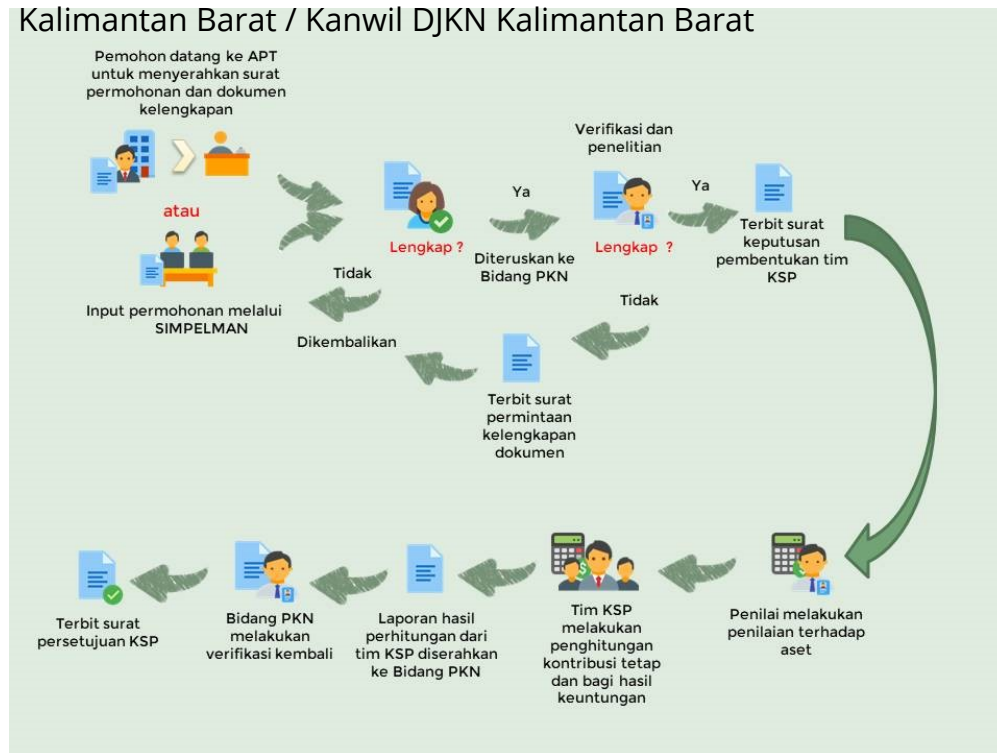 Kalimantan Barat / Kanwil DJKN Kalimantan Barat
Pemohon datang ke APT
untuk menyerahkan surat
permohonan dan dokumen
kelengkapan
atau
Input permohonan melalui
SIMPELMAN
Lengkap ?
Ya
Diteruskan ke
Bidang PKN
Verifikasi dan
penelitian
Lengkap ?
Ya
Terbit surat
keputusan
pembentukan tim
KSP
Tidak
Tidak
Dikembalikan
Terbit surat
permintaan
kelengkapan
dokumen
Penilai melakukan
penilaian terhadap
aset
Tim KSP
melakukan
penghitungan
kontribusi tetap
dan bagi hasil
keuntungan
Laporan hasil
perhitungan dari
tim KSP diserahkan
ke Bidang PKN
Bidang PKN
melakukan
verifikasi kembali
Terbit surat
persetujuan KSP